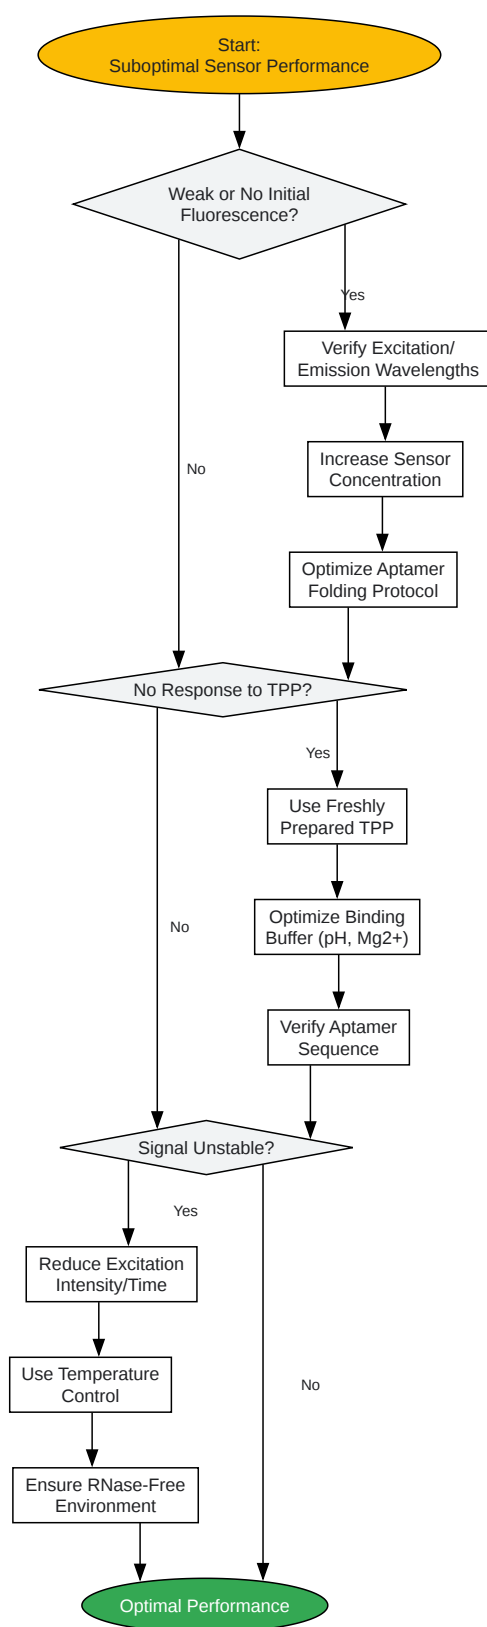 Start:
Suboptimal Sensor Performance
Weak or No Initial
Fluorescence?
Yes
Verify Excitation/
Emission Wavelengths
Increase Sensor
Concentration
No
Optimize Aptamer
Folding Protocol
No Response to TPP?
Yes
Use Freshly
Prepared TPP
Optimize Binding
Buffer (pH, Mg2+)
No
Verify Aptamer
Sequence
Signal Unstable?
Yes
Reduce Excitation
Intensity/Time
Use Temperature
Control
No
Ensure RNase-Free
Environment
Optimal Performance